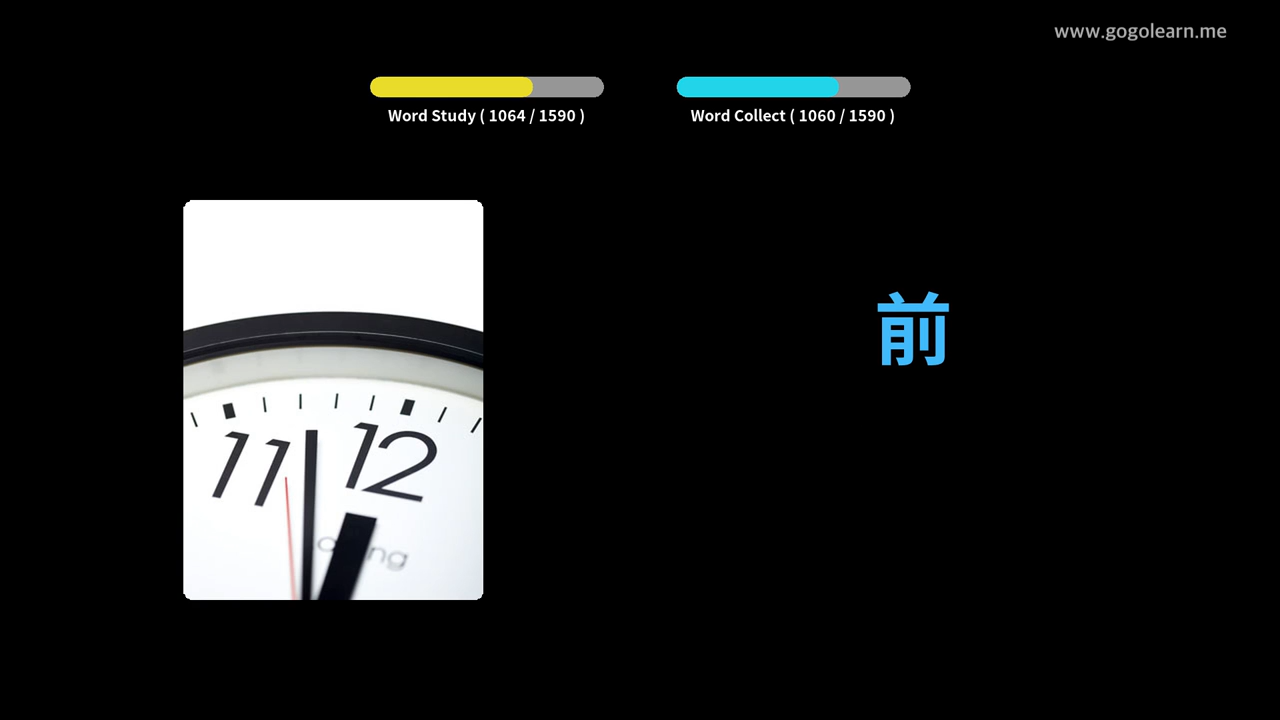 www.gogolearn.me
Word Study ( 1064 / 1590 )
Word Collect ( 1060 / 1590 )
前
11
12